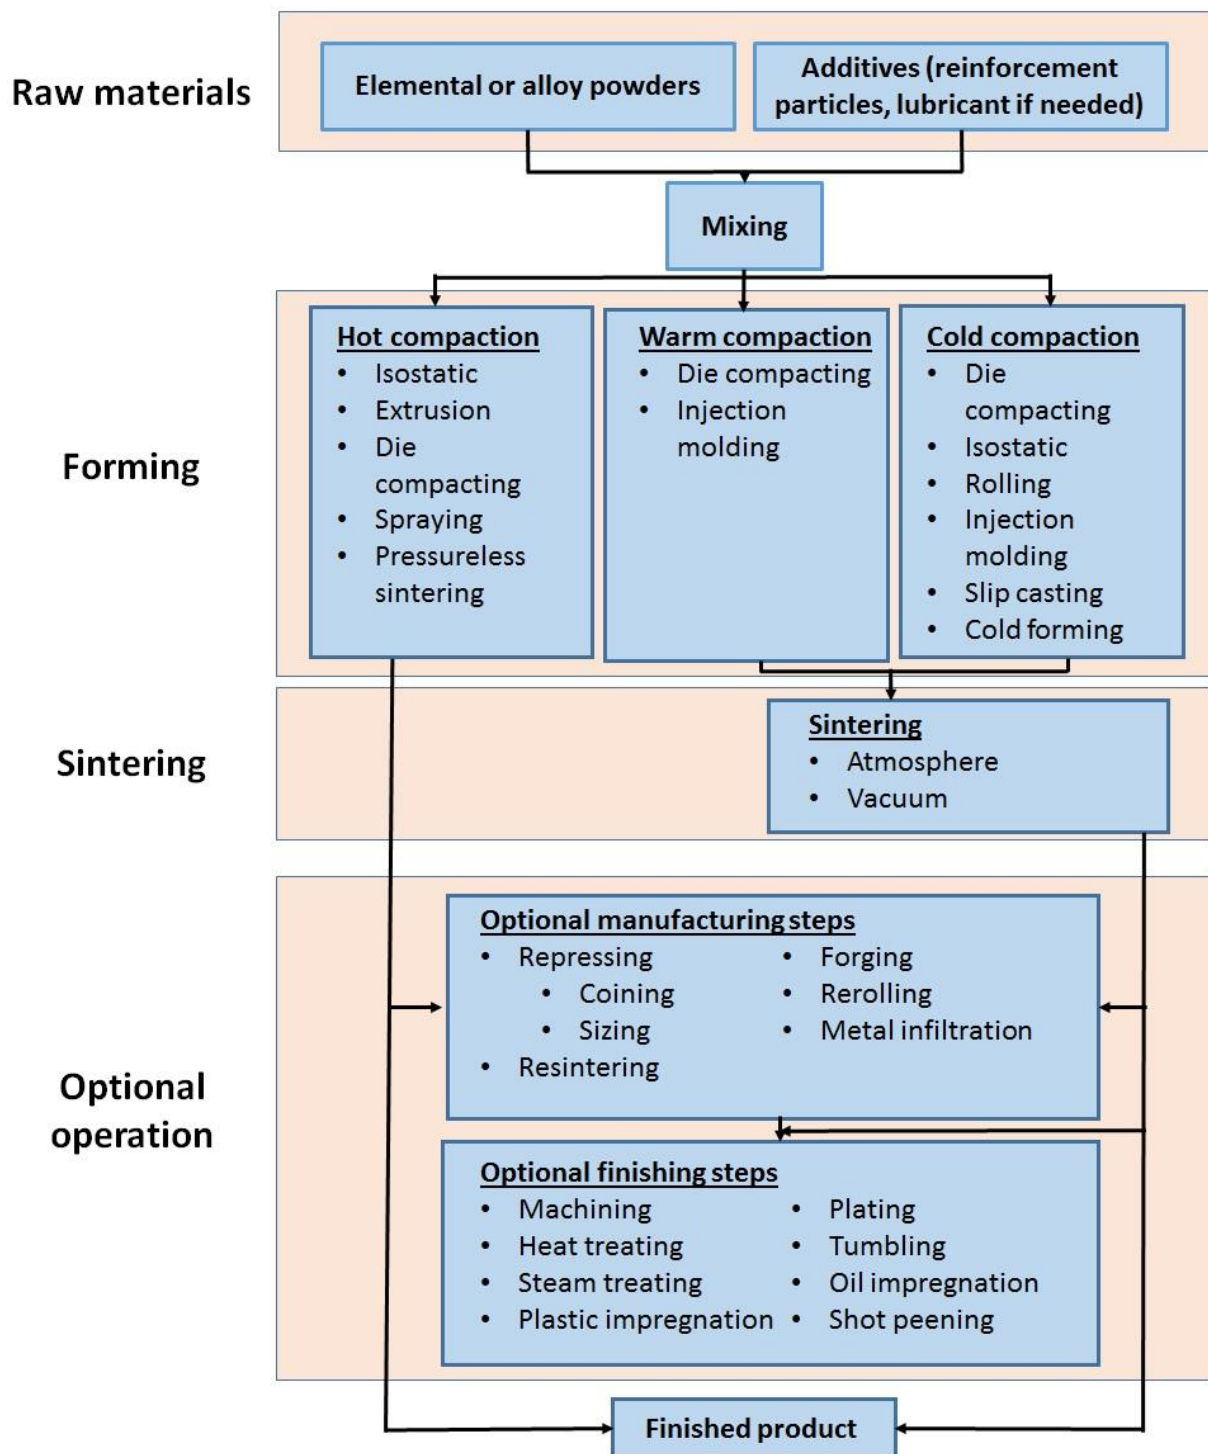 Raw materials
Elemental or alloy powders
Additives (reinforcement
particles, lubricant if needed)
Mixing
Forming
Hot compaction
• Isostatic
• Extrusion
• Die
compacting
• Spraying
• Pressureless
sintering
Warm compaction
• Die compacting
• Injection
molding
Cold compaction
• Die
compacting
• Isostatic
• Rolling
• Injection
molding
• Slip casting
• Cold forming
Sintering
Sintering
• Atmosphere
• Vacuum
Optional
operation
Optional manufacturing steps
• Repressing
• Coining
• Sizing
• Resintering
• Forging
• Rerolling
• Metal infiltration
Optional finishing steps
• Machining
• Heat treating
• Steam treating
• Plastic impregnation
• Plating
• Tumbling
• Oil impregnation
• Shot peening
Finished product